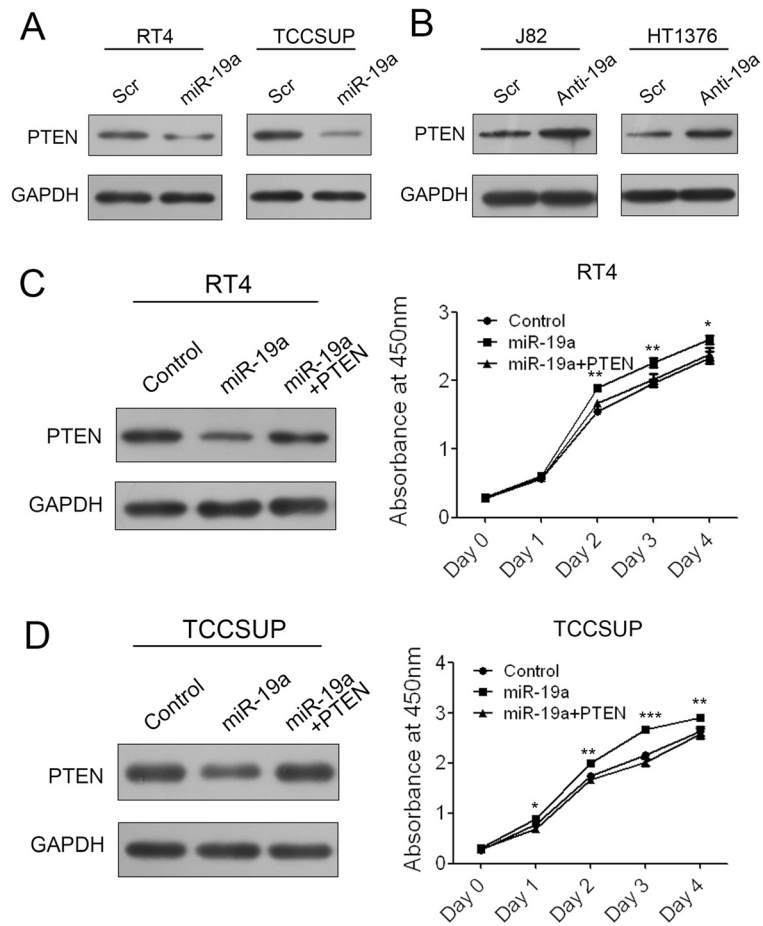 A
RT4
TCCSUP
Scr
miR-19a
Scr
miR-19a
PTEN
GAPDH
B
J82
HT1376
Scr
Anti-19a
Scr
Anti-19a
PTEN
GAPDH
C
RT4
Control
miR-19a
miR-19a
+PTEN
PTEN
GAPDH
RT4
Absorbance at 450nm
3
2
1
0
Control
miR-19a
miR-19a+PTEN
**
**
*
Day 0
Day 1
Day 2
Day 3
Day 4
D
TCCSUP
Control
miR-19a
miR-19a
+PTEN
PTEN
GAPDH
TCCSUP
Absorbance at 450nm
4
3
2
1
0
Control
miR-19a
miR-19a+PTEN
*
**
***
**
Day 0
Day 1
Day 2
Day 3
Day 4